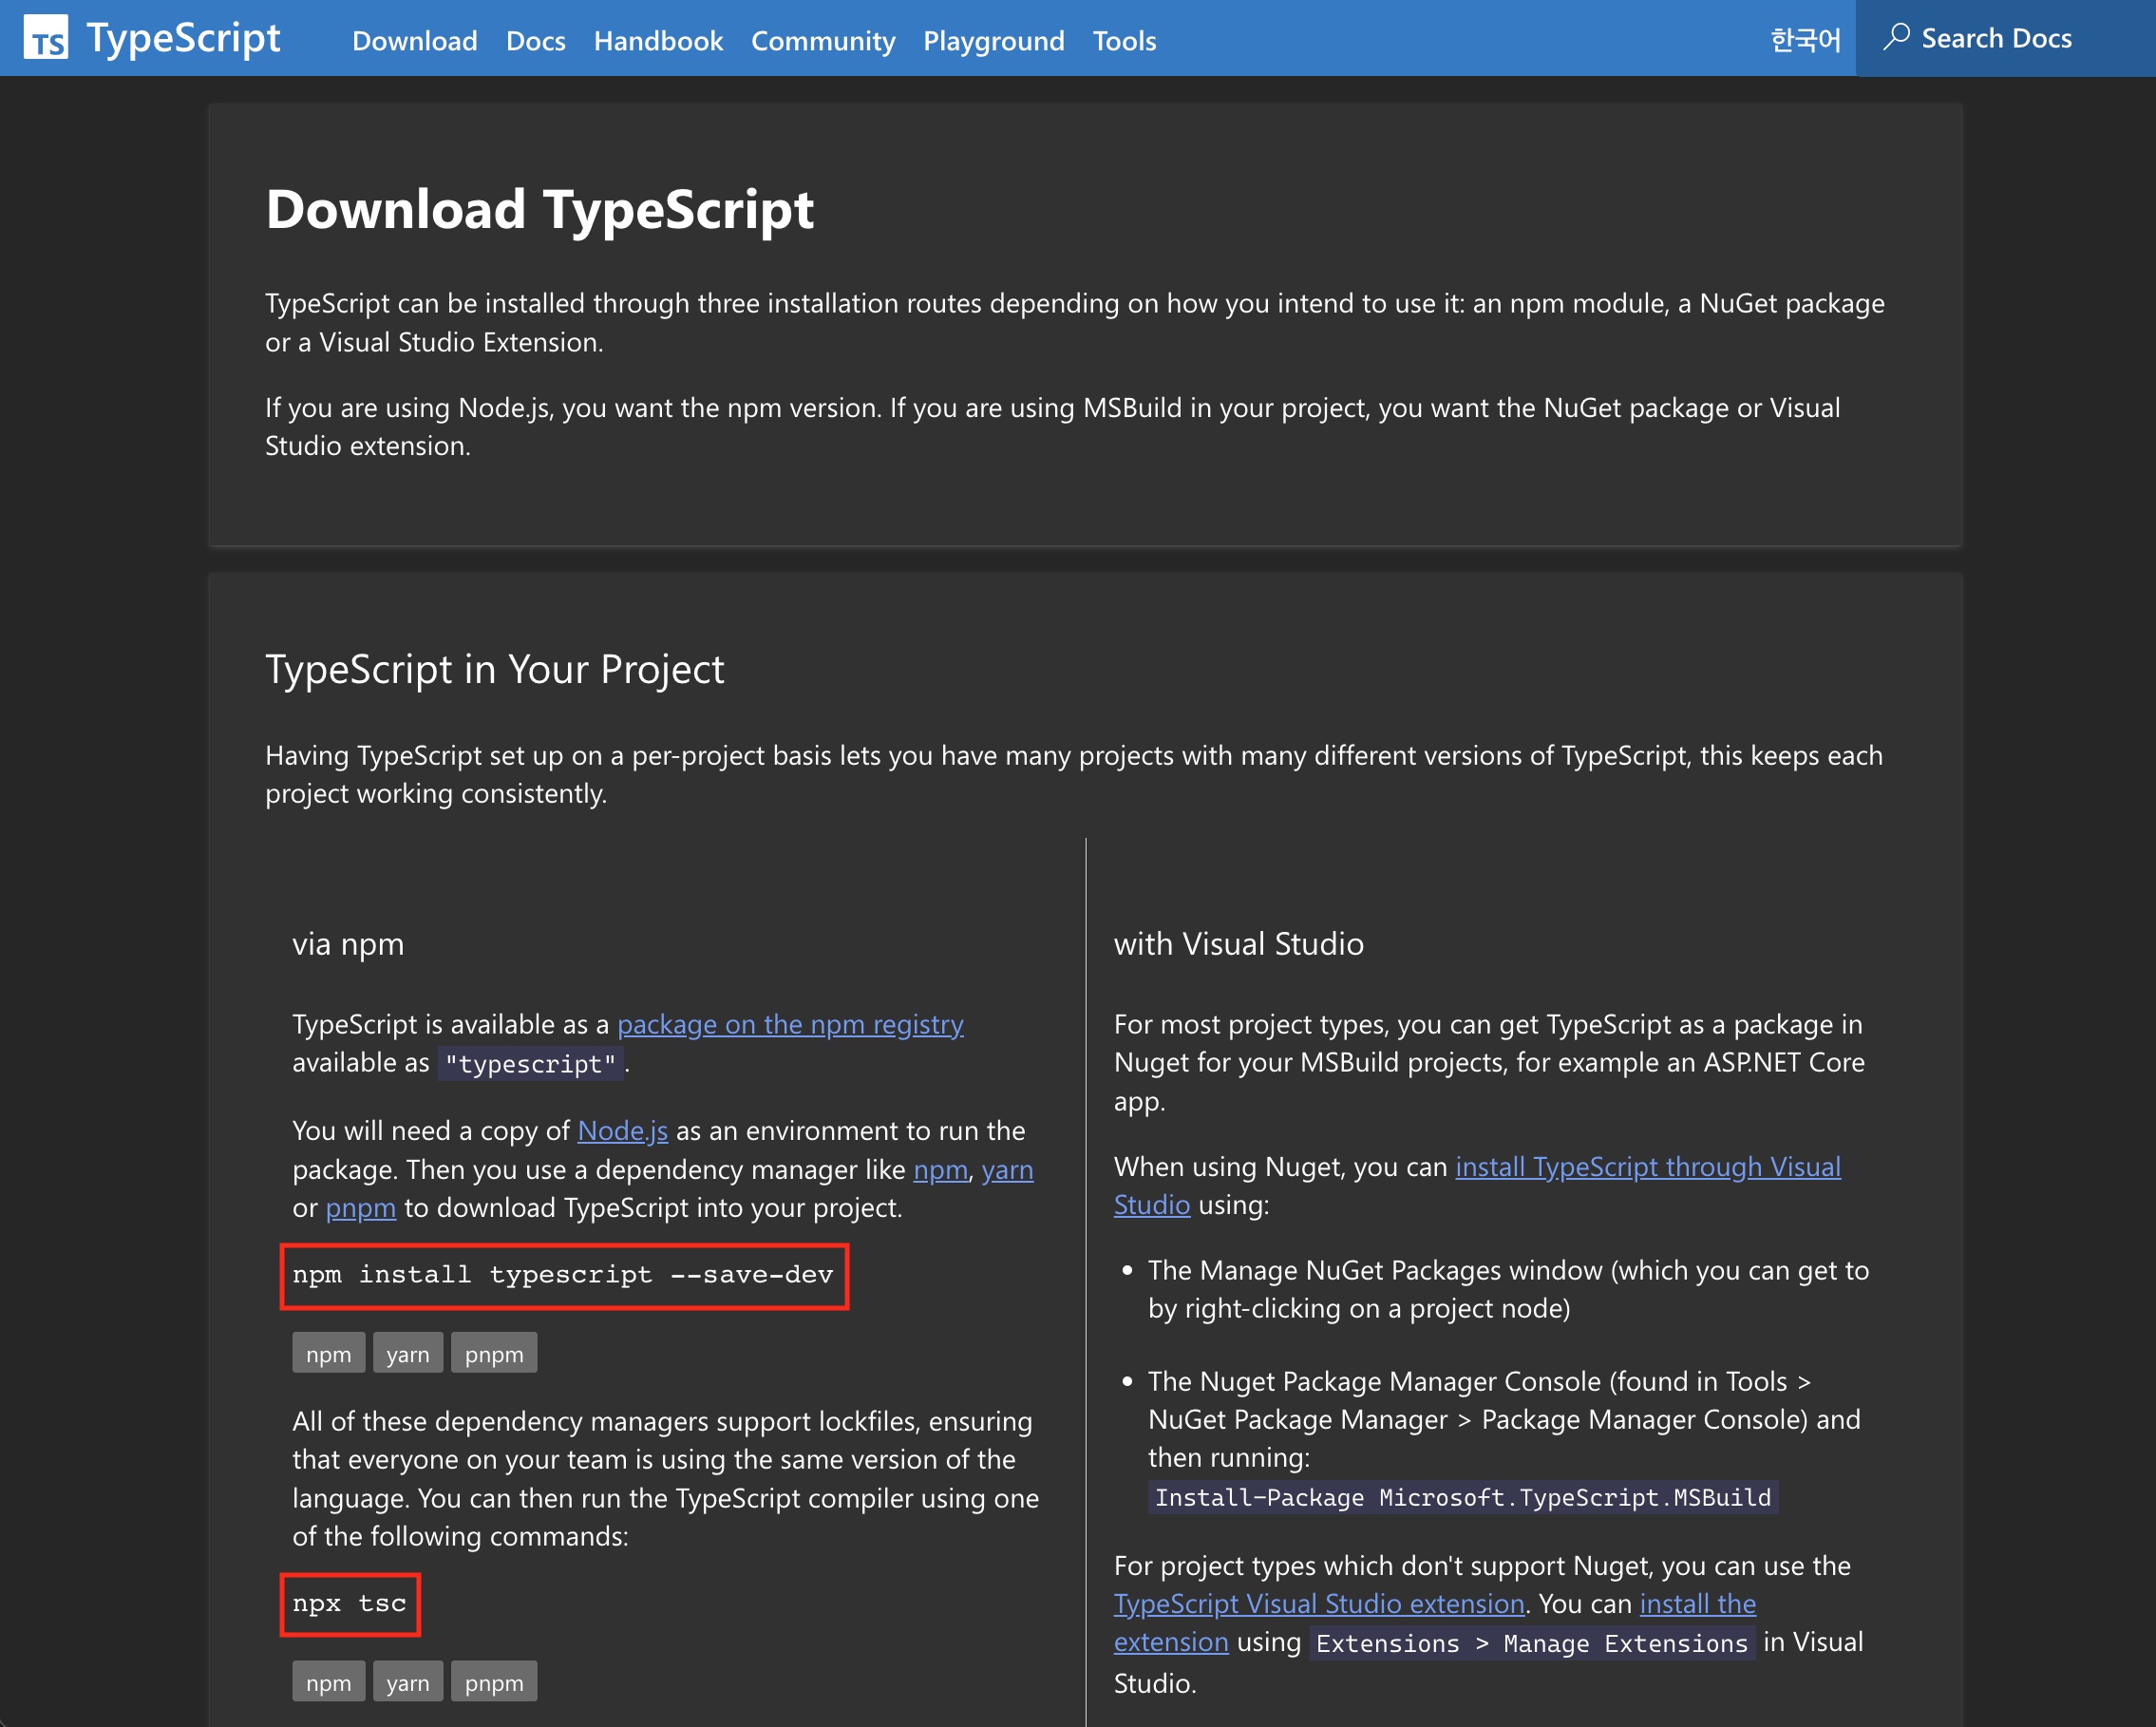 TS TypeScript Download Docs Handbook Community Playground Tools 한국어 Search Docs
Download TypeScript
TypeScript can be installed through three installation routes depending on how you intend to use it: an npm module, a NuGet package
or a Visual Studio Extension.
If you are using Node.js, you want the npm version. If you are using MSBuild in your project, you want the NuGet package or Visual
Studio extension.
TypeScript in Your Project
Having TypeScript set up on a per-project basis lets you have many projects with many different versions of TypeScript, this keeps each
project working consistently.
via npm
TypeScript is available as a package on the npm registry
available as "typescript".
You will need a copy of Node.js as an environment to run the
package. Then you use a dependency manager like npm, yarn
or pnpm to download TypeScript into your project.
npm install typescript --save-dev
npm yarn pnpm
All of these dependency managers support lockfiles, ensuring
that everyone on your team is using the same version of the
language. You can then run the TypeScript compiler using one
of the following commands:
npx tsc
npm yarn pnpm
with Visual Studio
For most project types, you can get TypeScript as a package in
Nuget for your MSBuild projects, for example an ASP.NET Core
app.
When using Nuget, you can install TypeScript through Visual
Studio using:
• The Manage NuGet Packages window (which you can get to
by right-clicking on a project node)
• The Nuget Package Manager Console (found in Tools >
NuGet Package Manager > Package Manager Console) and
then running:
Install-Package Microsoft.TypeScript.MSBuild
For project types which don't support Nuget, you can use the
TypeScript Visual Studio extension. You can install the
extension using Extensions > Manage Extensions in Visual
Studio.